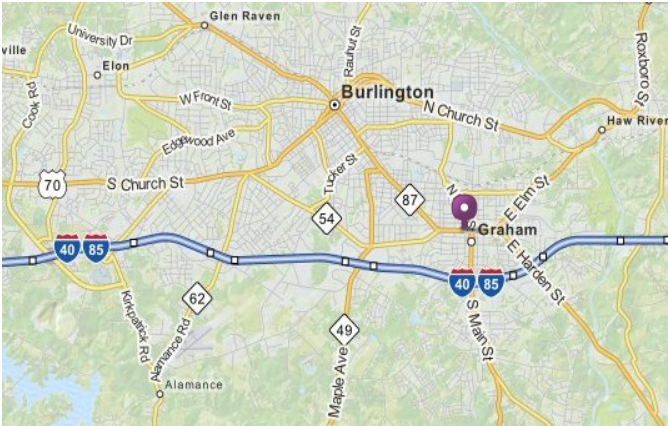 Glen Raven
University Dr
ville
Elon
Rauhut St
Roxboro St
Cook Rd
W Front St
Burlington
N Church St
Haw River
Edgewood Ave
Tucker St
70
S Church St
87
N
E Elm St
54
S
Graham
40
85
E Harden St
40
85
62
Kirkpatrick Rd
Alamance Rd
49
S Main St
Maple Ave
Alamance